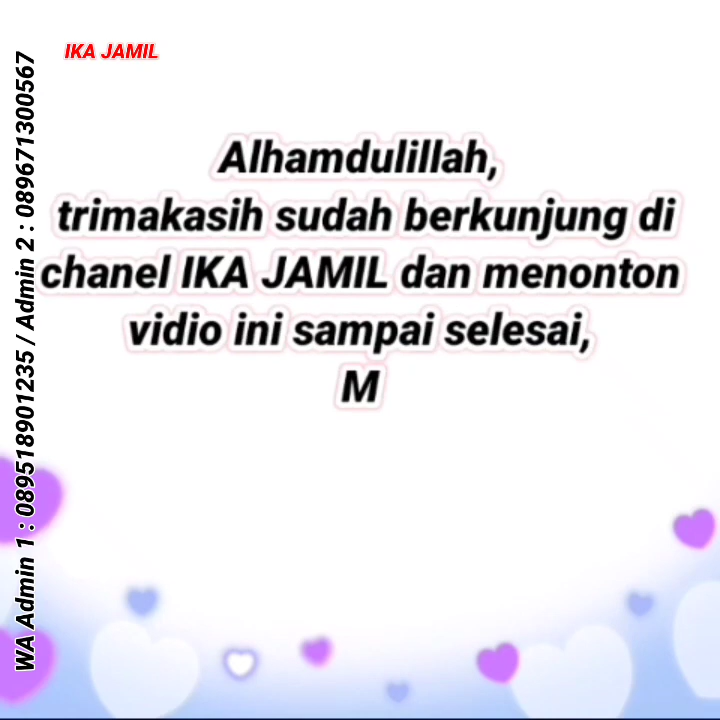 IKA JAMIL
WA Admin 1 : 089518901235 / Admin 2 : 089671300567
Alhamdulillah,
trimakasih sudah berkunjung di
chanel IKA JAMIL dan menonton
vidio ini sampai selesai,
M